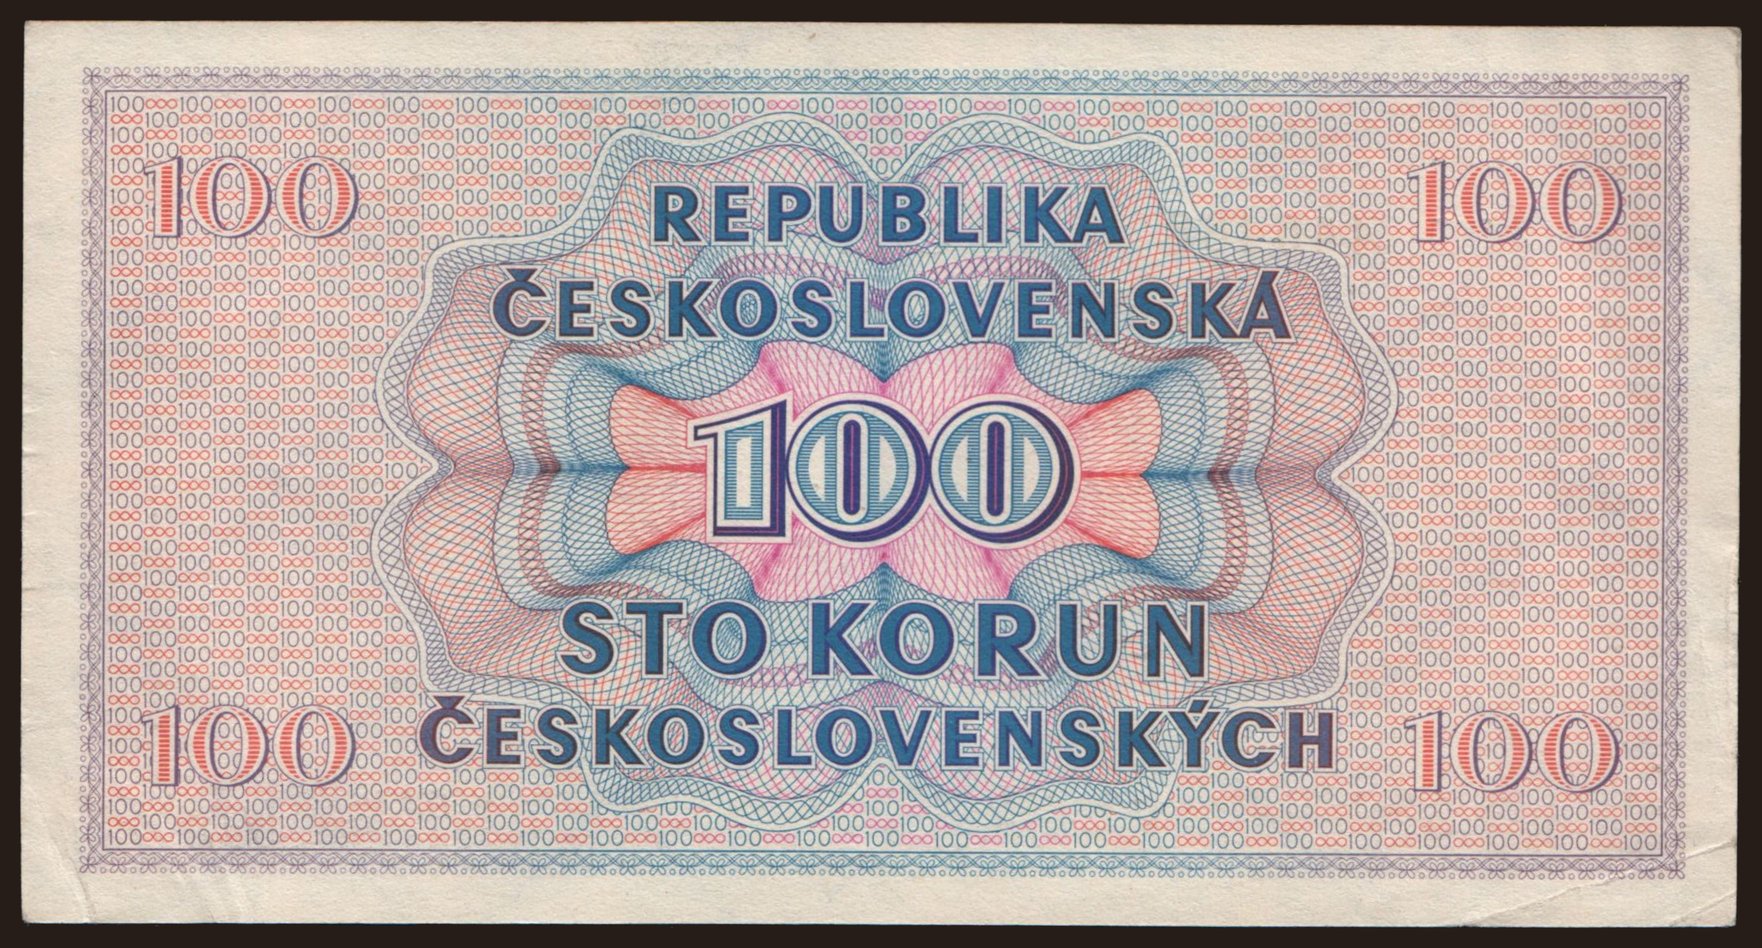 100 100
REPUBLIKA
ČESKOSLOVENSKÁ
100
STO KORUN
ČESKOSLOVENSKÝCH
100 100